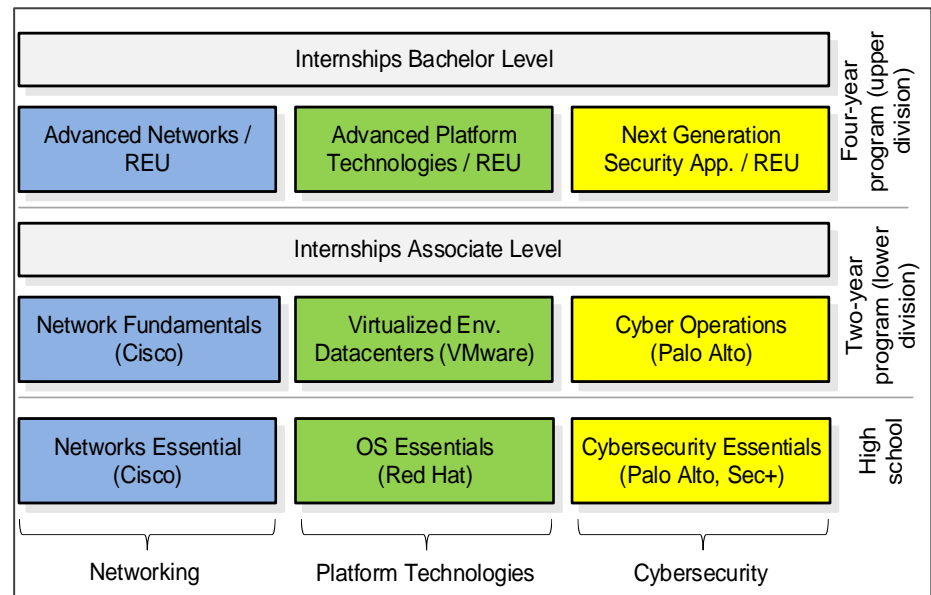 Internships Bachelor Level
Advanced Networks /
REU
Advanced Platform
Technologies / REU
Next Generation
Security App. / REU
Four-year
program (upper
division)
Internships Associate Level
Network Fundamentals
(Cisco)
Virtualized Env.
Datacenters (VMware)
Cyber Operations
(Palo Alto)
Two-year
program (lower
division)
Networks Essential
(Cisco)
OS Essentials
(Red Hat)
Cybersecurity Essentials
(Palo Alto, Sec+)
High
school
Networking
Platform Technologies
Cybersecurity